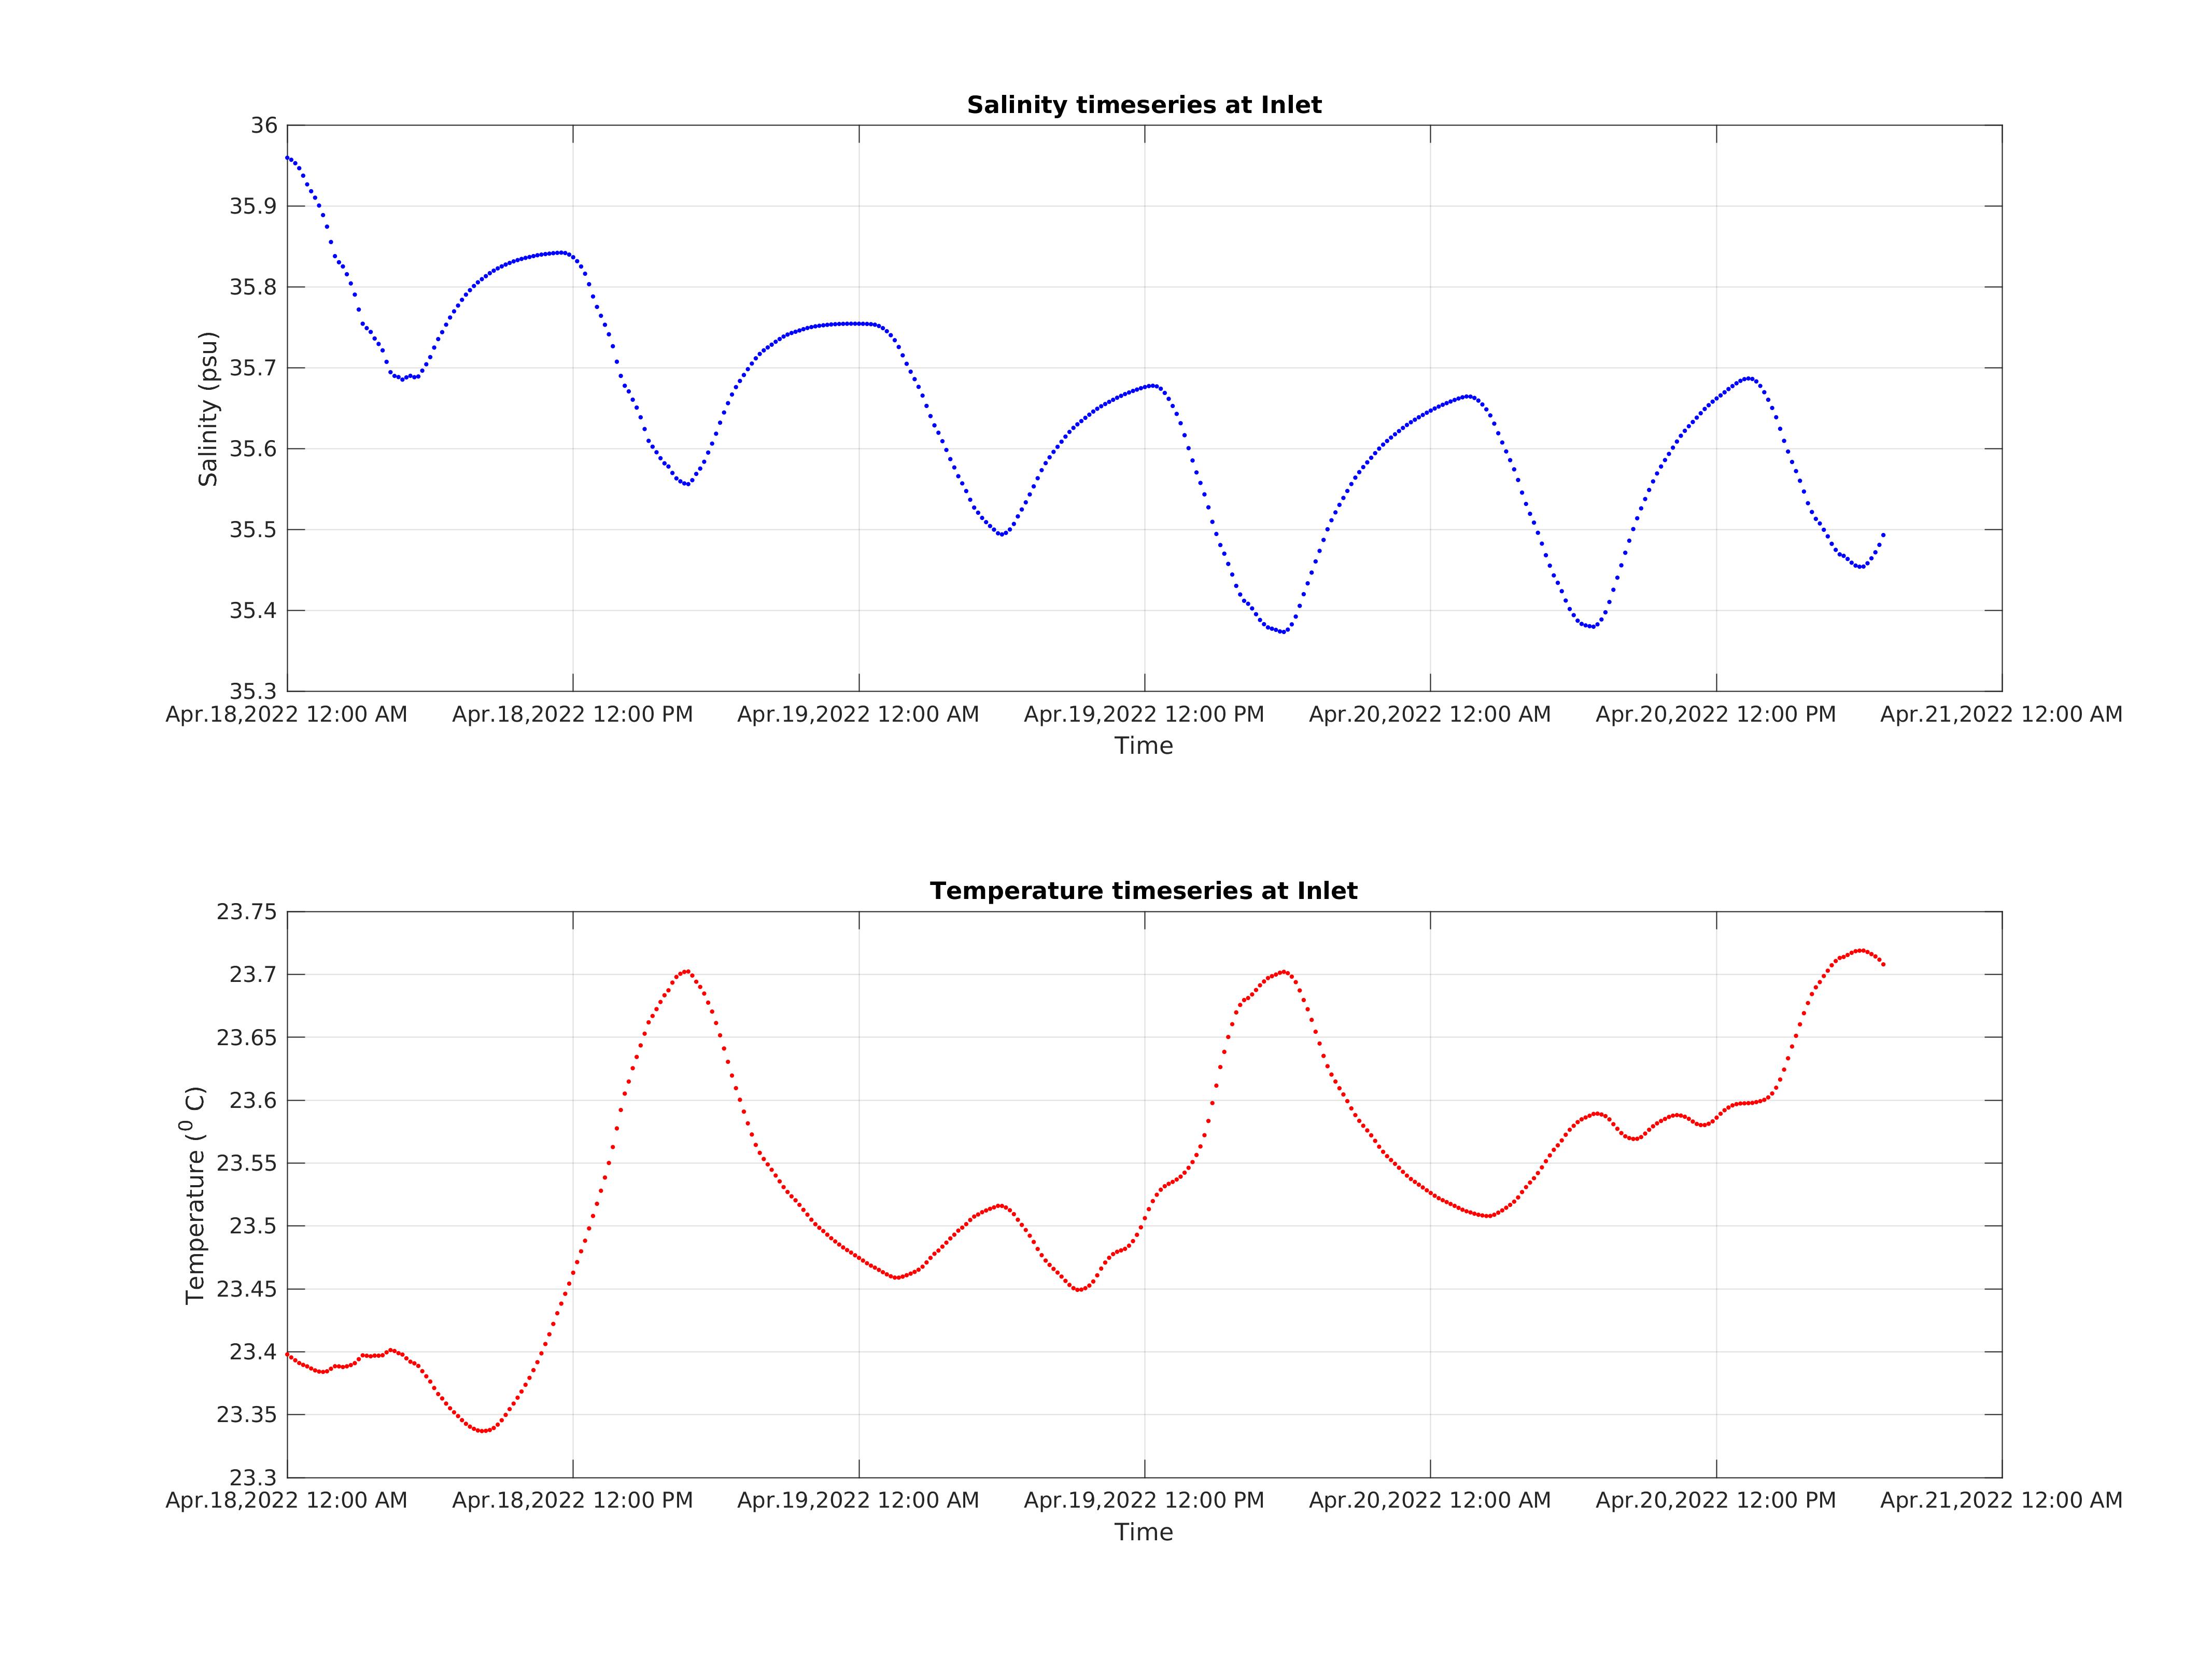 Salinity timeseries at Inlet
36
35.9
35.8
35.7
35.6
35.5
35.4
35.3
Salinity (psu)
Apr.18,2022 12:00 AM Apr.18,2022 12:00 PM Apr.19,2022 12:00 AM Apr.19,2022 12:00 PM Apr.20,2022 12:00 AM Apr.20,2022 12:00 PM Apr.21,2022 12:00 AM
Time
Temperature timeseries at Inlet
23.75
23.7
23.65
23.6
23.55
23.5
23.45
23.4
23.35
23.3
Temperature (⁰ C)
Apr.18,2022 12:00 AM Apr.18,2022 12:00 PM Apr.19,2022 12:00 AM Apr.19,2022 12:00 PM Apr.20,2022 12:00 AM Apr.20,2022 12:00 PM Apr.21,2022 12:00 AM
Time